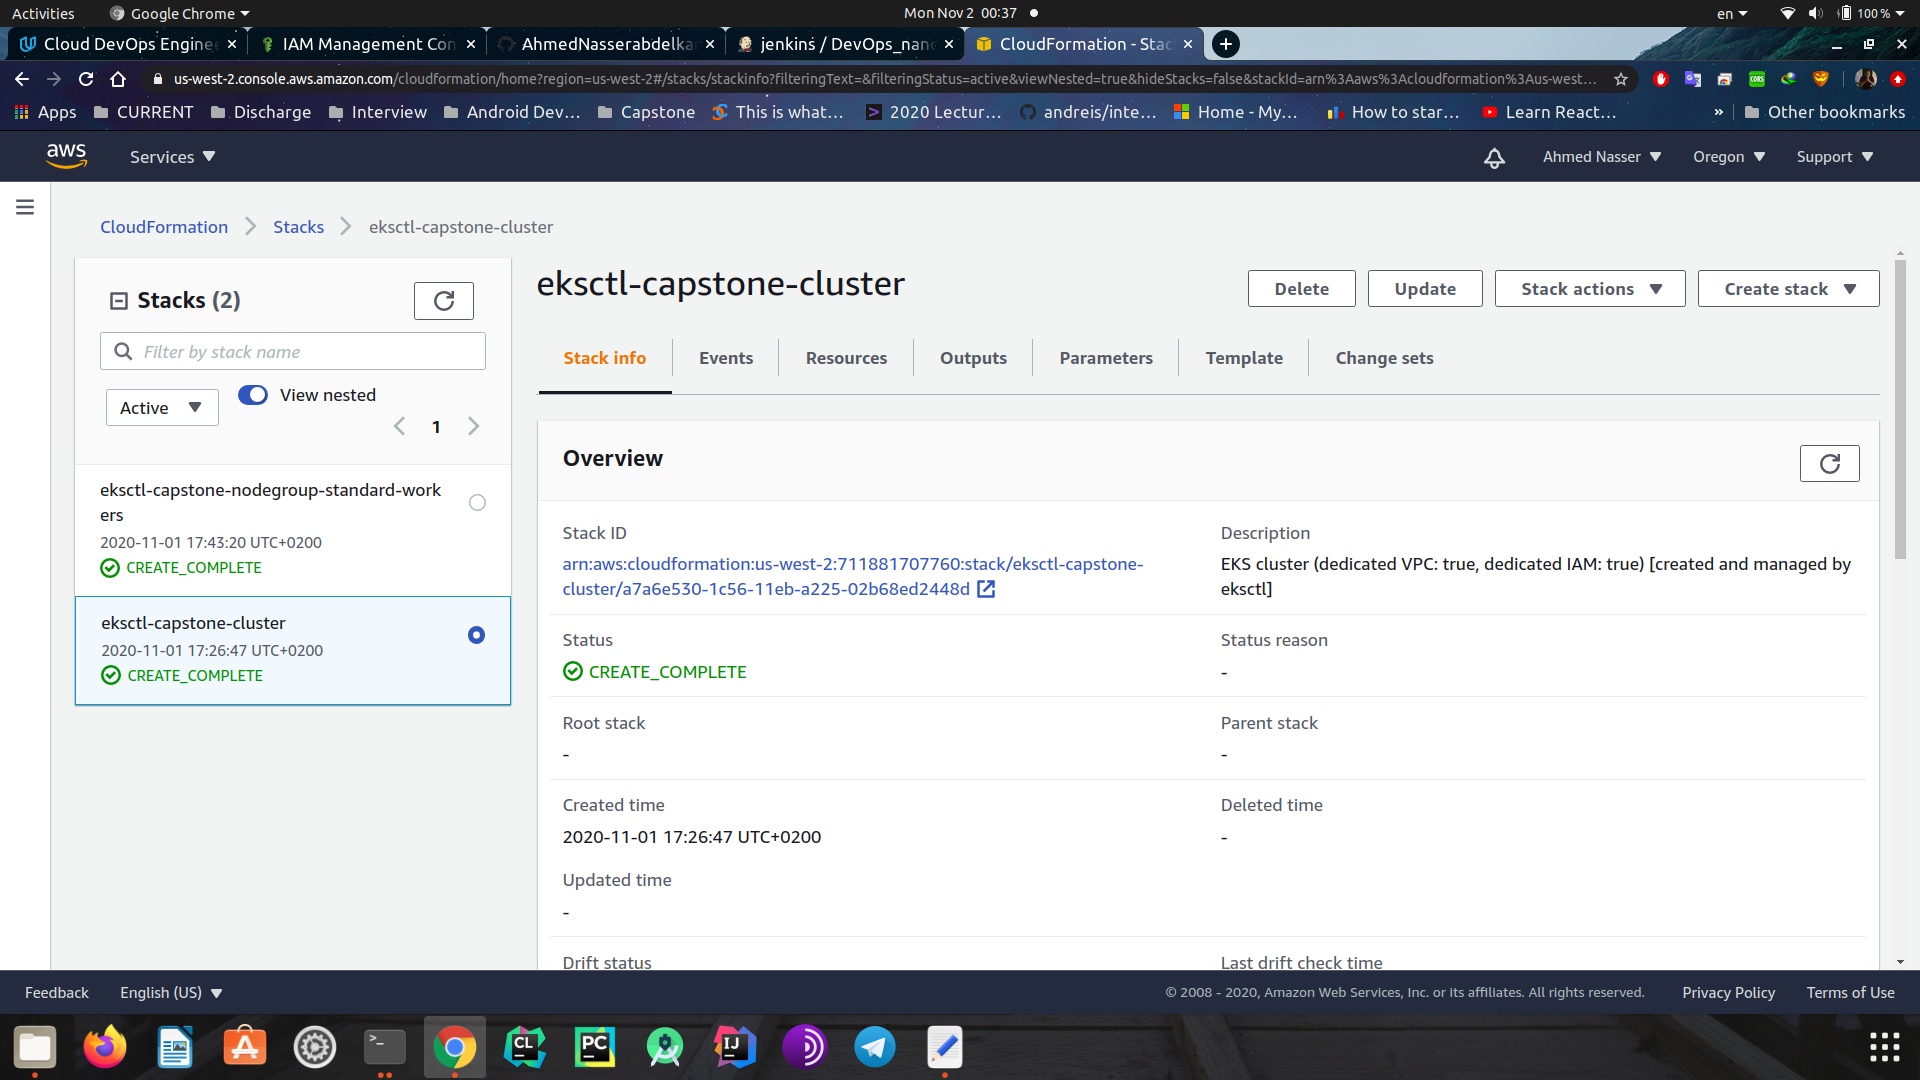 Activities
Google Chrome
Mon Nov 2 00:37
en
100 %
Cloud DevOps Engine
IAM Management Con
AhmedNasserabdelka
jenkins / DevOps_nan
CloudFormation - Stac
us-west-2.console.aws.amazon.com/cloudformation/home?region=us-west-2#/stacks/stackinfo?filteringText=&filteringStatus=active&viewNested=true&hideStacks=false&stackId=arn%3Aaws%3Acloudformation%3Aus-west...
Apps
CURRENT
Discharge
Interview
Android Dev...
Capstone
This is what...
2020 Lectur...
andreis/inte...
Home - My...
How to star...
Learn React...
»
Other bookmarks
aws
Services
Ahmed Nasser
Oregon
Support
CloudFormation
Stacks
eksctl-capstone-cluster
Stacks (2)
Filter by stack name
Active
View nested
1
eksctl-capstone-nodegroup-standard-work
ers
2020-11-01 17:43:20 UTC+0200
CREATE_COMPLETE
eksctl-capstone-cluster
2020-11-01 17:26:47 UTC+0200
CREATE_COMPLETE
eksctl-capstone-cluster
Delete
Update
Stack actions
Create stack
Stack info
Events
Resources
Outputs
Parameters
Template
Change sets
Overview
Stack ID
arn:aws:cloudformation:us-west-2:711881707760:stack/eksctl-capstone-
cluster/a7a6e530-1c56-11eb-a225-02b68ed2448d
Description
EKS cluster (dedicated VPC: true, dedicated IAM: true) [created and managed by
eksctl]
Status
CREATE_COMPLETE
Status reason
-
Root stack
-
Parent stack
-
Created time
2020-11-01 17:26:47 UTC+0200
Deleted time
-
Updated time
-
Drift status
Last drift check time
Feedback
English (US)
© 2008 - 2020, Amazon Web Services, Inc. or its affiliates. All rights reserved.
Privacy Policy
Terms of Use
>_
CL
PC
IJ